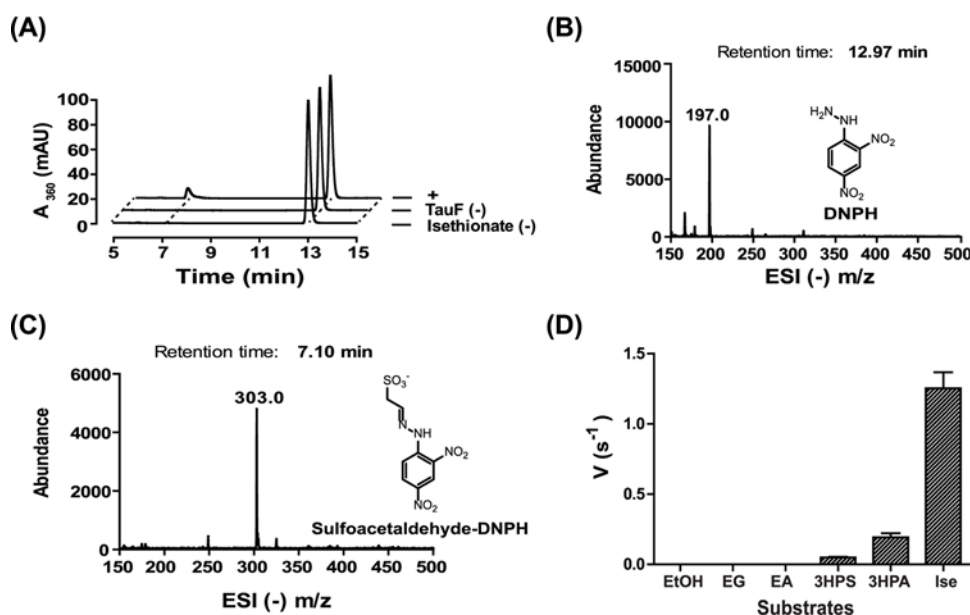 (A)
A 360 (mAU)
100
80
60
40
20
0
5 7 9 11 13 15
Time (min)
+
TauF (-)
Isethionate (-)
(B)
Retention time: 12.97 min
Abundance
15000
10000
5000
0
197.0
H2N
NH
NO2
NO2
DNPH
150 200 250 300 350 400 450 500
ESI (-) m/z
(C)
Retention time: 7.10 min
Abundance
6000
4000
2000
0
303.0
SO3-
N
NH
NO2
NO2
Sulfoacetaldehyde-DNPH
150 200 250 300 350 400 450 500
ESI (-) m/z
(D)
V (s-1)
1.5
1.0
0.5
0.0
EtOH EG EA 3HPS 3HPA Ise
Substrates